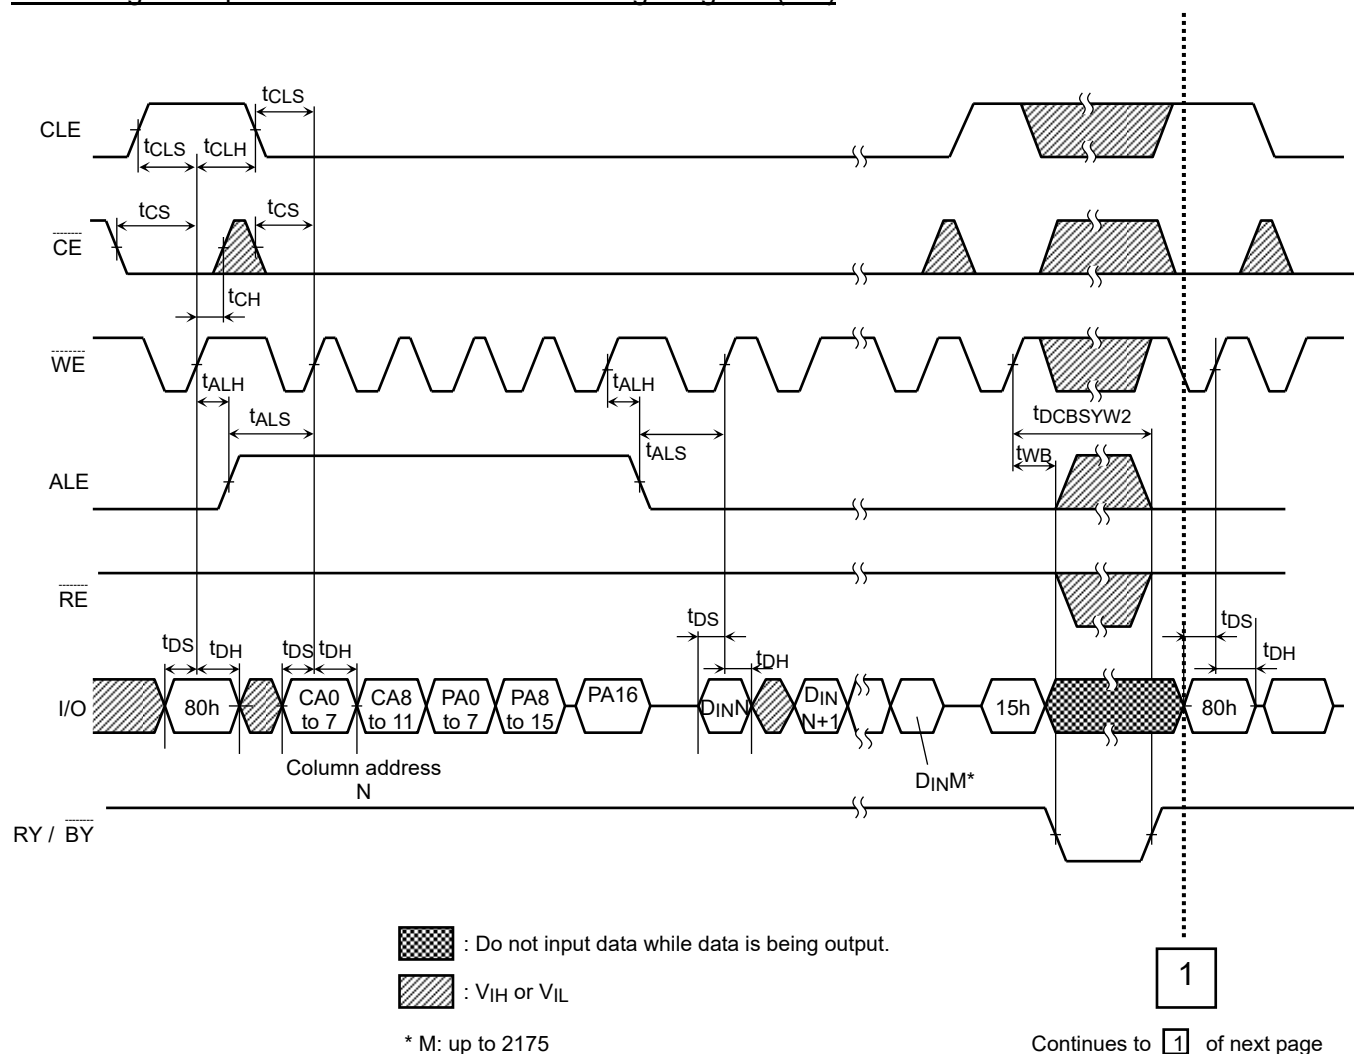 tCLS
CLE
tCLS
tCLH
tCS
tCS
CE
tCH
WE
tALH
tALH
tALS
tDCBSYW2
tALS
tWB
ALE
RE
tDS
tDH
tDS
tDH
tDS
tDH
tDS
tDH
I/O
80h
CA0 to 7
CA8 to 11
PA0 to 7
PA8 to 15
PA16
DINN
DIN N+1
15h
80h
Column address
N
DINM*
RY / BY
: Do not input data while data is being output.
: VIH or VIL
1
* M: up to 2175
Continues to 1 of next page